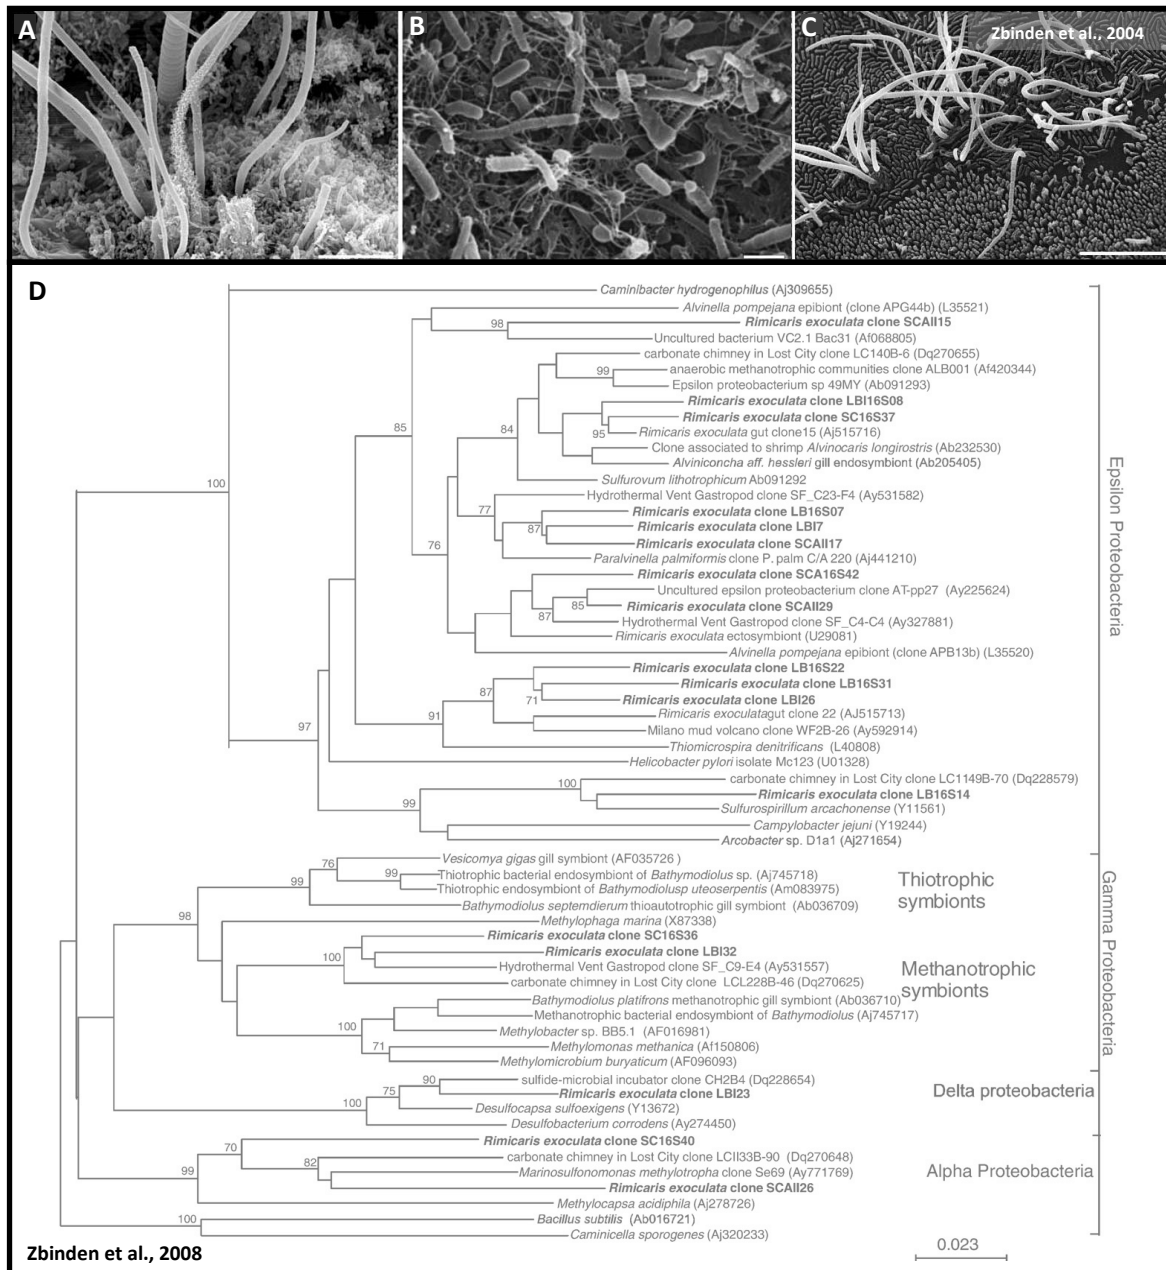 A
B
C
Zbinden et al., 2004
D
Caminibacter hydrogenophilus (Aj309655)
Alvinella pompejana epibiont (clone APG44b) (L35521)
98
Rimicaris exoculata clone SCAII15
Uncultured bacterium VC2.1 Bac31 (Af068805)
carbonate chimney in Lost City clone LC140B-6 (Dq270655)
99
anaerobic methanotrophic communities clone ALB001 (Af420344)
Epsilon proteobacterium sp 49MY (Ab091293)
Rimicaris exoculata clone LBI16S08
Rimicaris exoculata clone SC16S37
85
84
95
Rimicaris exoculata gut clone15 (Aj515716)
Clone associated to shrimp Alvinocaris longirostris (Ab232530)
Alviniconcha aff. hessleri gill endosymbiont (Ab205405)
Sulfurovum lithotrophicum Ab091292
100
Hydrothermal Vent Gastropod clone SF_C23-F4 (Ay531582)
77
Rimicaris exoculata clone LB16S07
87
Rimicaris exoculata clone LBI7
Rimicaris exoculata clone SCAII17
76
Paralvinella palmiformis clone P. palm C/A 220 (Aj441210)
Rimicaris exoculata clone SCA16S42
Uncultured epsilon proteobacterium clone AT-pp27 (Ay225624)
85
Rimicaris exoculata clone SCAII29
87
Hydrothermal Vent Gastropod clone SF_C4-C4 (Ay327881)
Rimicaris exoculata ectosymbiont (U29081)
Alvinella pompejana epibiont (clone APB13b) (L35520)
Rimicaris exoculata clone LB16S22
87
Rimicaris exoculata clone LB16S31
71
Rimicaris exoculata clone LBI26
91
Rimicaris exoculatagut clone 22 (AJ515713)
Milano mud volcano clone WF2B-26 (Ay592914)
97
Thiomicrospira denitrificans (L40808)
Helicobacter pylori isolate Mc123 (U01328)
100
carbonate chimney in Lost City clone LC1149B-70 (Dq228579)
Rimicaris exoculata clone LB16S14
99
Sulfurospirillum arcachonense (Y11561)
Campylobacter jejuni (Y19244)
Arcobacter sp. D1a1 (Aj271654)
Epsilon Proteobacteria
76
Vesicomya gigas gill symbiont (AF035726 )
99
Thiotrophic bacterial endosymbiont of Bathymodiolus sp. (Aj745718)
99
Thiotrophic endosymbiont of Bathymodiolusp uteoserpentis (Am083975)
Bathymodiolus septemdierum thioautotrophic gill symbiont (Ab036709)
Thiotrophic
symbionts
98
Methylophaga marina (X87338)
Rimicaris exoculata clone SC16S36
100
Rimicaris exoculata clone LBI32
Hydrothermal Vent Gastropod clone SF_C9-E4 (Ay531557)
carbonate chimney in Lost City clone LCL228B-46 (Dq270625)
Methanotrophic
symbionts
Bathymodiolus platifrons methanotrophic gill symbiont (Ab036710)
Methanotrophic bacterial endosymbiont of Bathymodiolus (Aj745717)
100
Methylobacter sp. BB5.1 (AF016981)
71
Methylomonas methanica (Af150806)
Methylomicrobium buryaticum (AF096093)
Gamma Proteobacteria
90
sulfide-microbial incubator clone CH2B4 (Dq228654)
75
Rimicaris exoculata clone LBI23
100
Desulfocapsa sulfoexigens (Y13672)
Desulfobacterium corrodens (Ay274450)
Delta proteobacteria
70
Rimicaris exoculata clone SC16S40
82
carbonate chimney in Lost City clone LCII33B-90 (Dq270648)
99
Marinosulfonomonas methylotropha clone Se69 (Ay771769)
Rimicaris exoculata clone SCAII26
Methylocapsa acidiphila (Aj278726)
Alpha Proteobacteria
100
Bacillus subtilis (Ab016721)
Caminicella sporogenes (Aj320233)
Zbinden et al., 2008
0.023